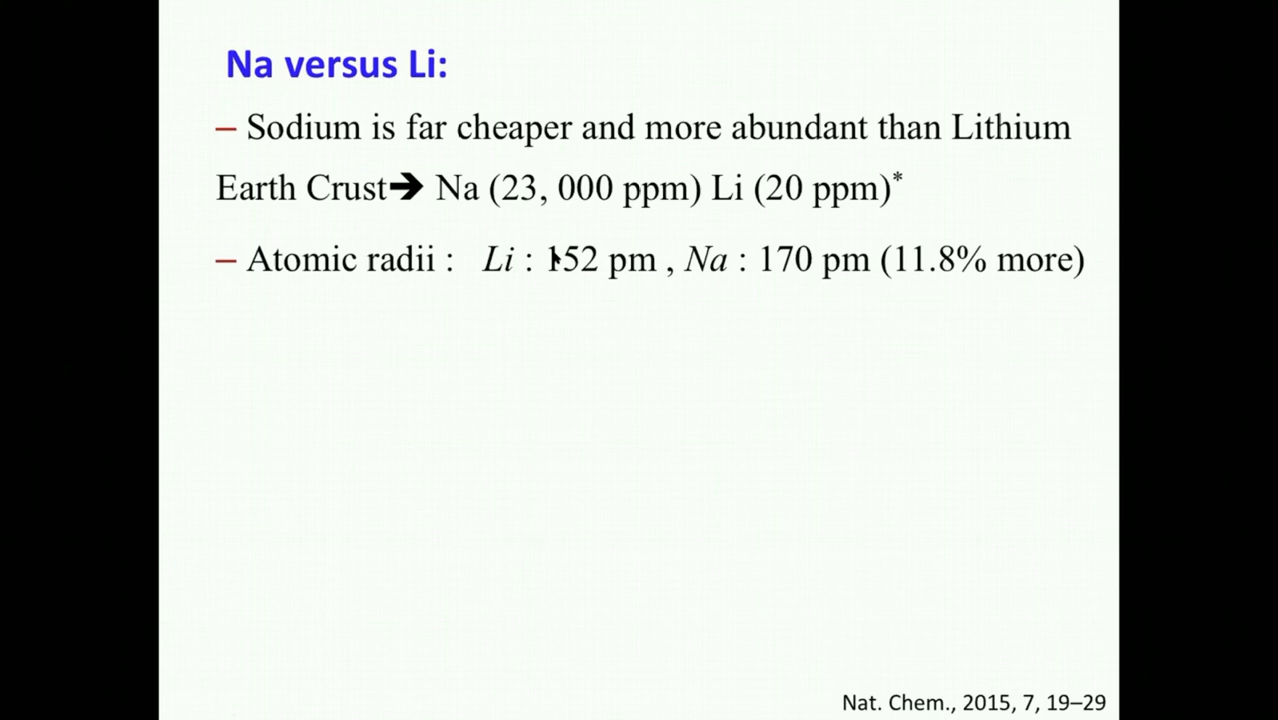 Na versus Li:
– Sodium is far cheaper and more abundant than Lithium
Earth Crust➔ Na (23, 000 ppm) Li (20 ppm)*
– Atomic radii : Li : 152 pm , Na : 170 pm (11.8% more)
Nat. Chem., 2015, 7, 19–29